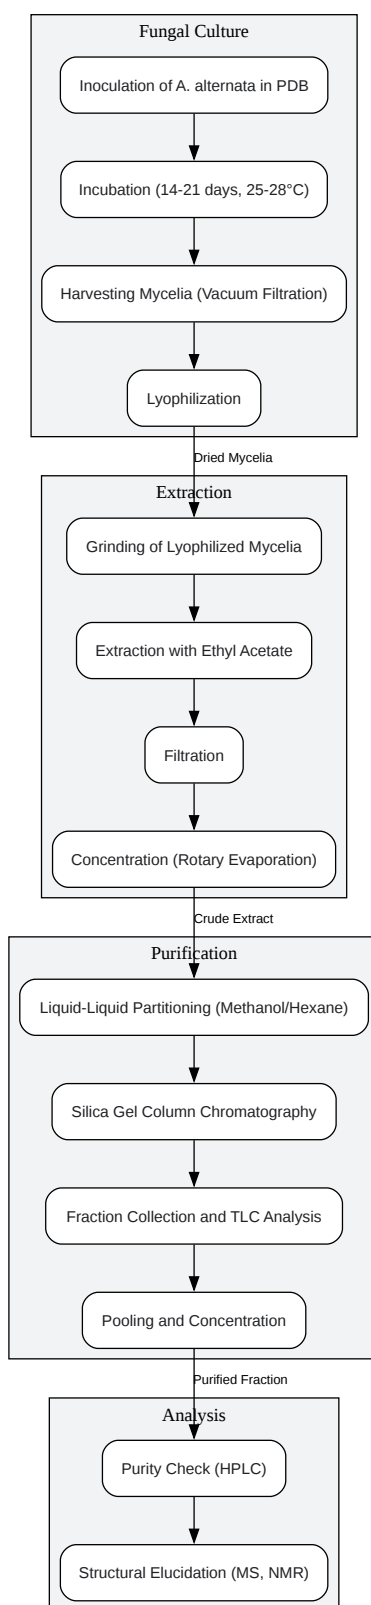 Fungal Culture
Inoculation of A. alternata in PDB
Incubation (14-21 days, 25-28°C)
Harvesting Mycelia (Vacuum Filtration)
Lyophilization
Dried Mycelia
Extraction
Grinding of Lyophilized Mycelia
Extraction with Ethyl Acetate
Filtration
Concentration (Rotary Evaporation)
Crude Extract
Purification
Liquid-Liquid Partitioning (Methanol/Hexane)
Silica Gel Column Chromatography
Fraction Collection and TLC Analysis
Pooling and Concentration
Purified Fraction
Analysis
Purity Check (HPLC)
Structural Elucidation (MS, NMR)